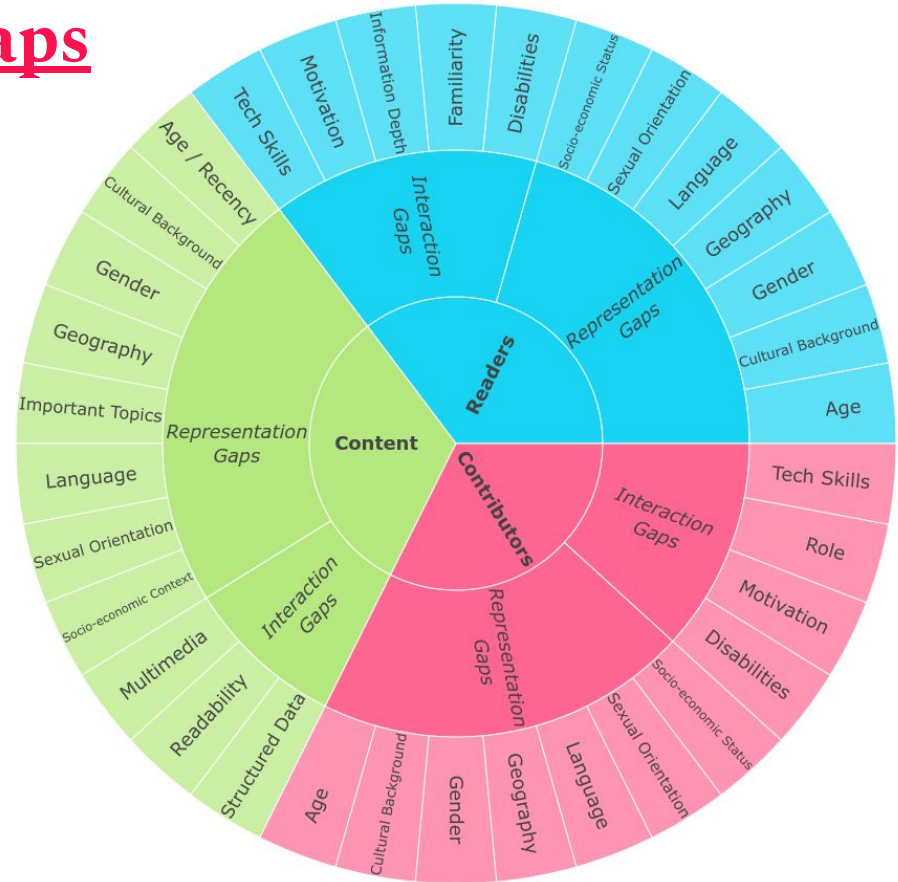 aps
Readers
Interaction
Gaps
Tech Skills
Motivation
Information Depth
Familiarity
Disabilities
Representation
Gaps
Socio-economic Status
Sexual Orientation
Language
Geography
Gender
Cultural Background
Age
Contributors
Interaction
Gaps
Tech Skills
Role
Motivation
Disabilities
Representation
Gaps
Socio-economic Status
Sexual Orientation
Language
Geography
Gender
Cultural Background
Age
Content
Interaction
Gaps
Structured Data
Readability
Multimedia
Representation
Gaps
Socio-economic Context
Sexual Orientation
Language
Important Topics
Geography
Gender
Cultural Background
Age / Recency